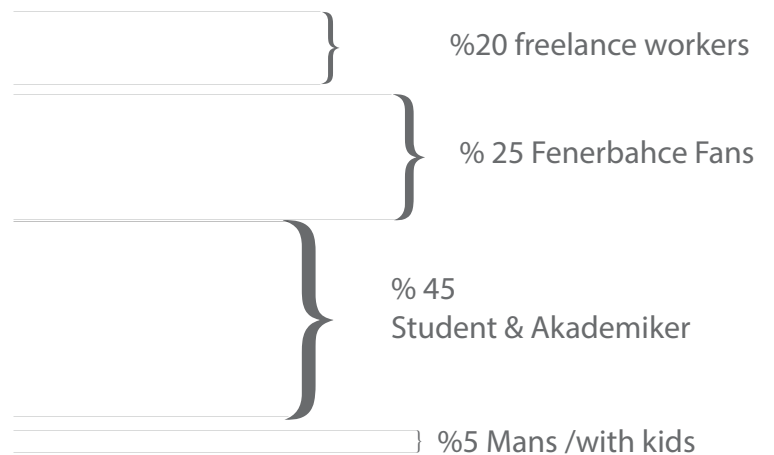 %20 freelance workers
% 25 Fenerbahce Fans
% 45
Student & Akademiker
%5 Mans /with kids